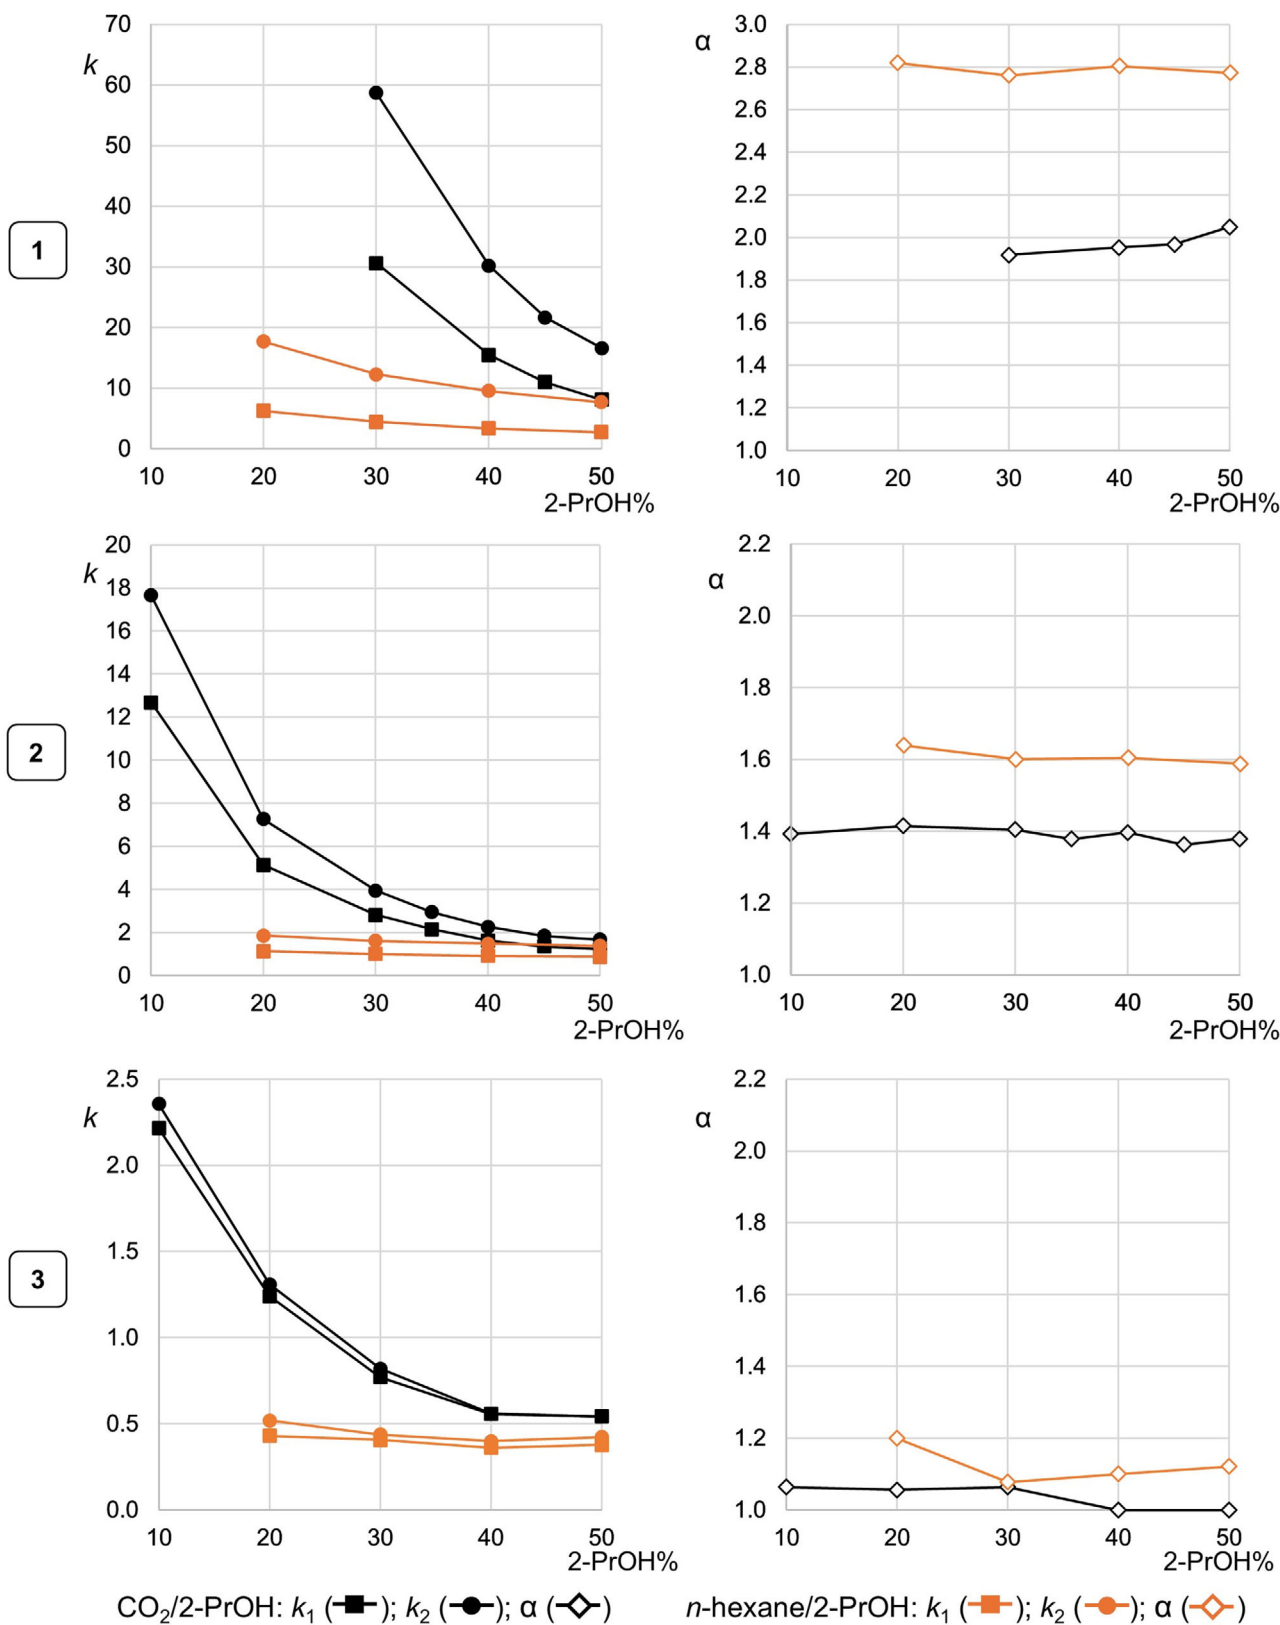 70
k
60
50
40
30
20
10
0
10 20 30 40 50
2-PrOH%
1
3.0
α
2.8
2.6
2.4
2.2
2.0
1.8
1.6
1.4
1.2
1.0
10 20 30 40 50
2-PrOH%
20
k
18
16
14
12
10
8
6
4
2
0
10 20 30 40 50
2-PrOH%
2
2.2
α
2.0
1.8
1.6
1.4
1.2
1.0
10 20 30 40 50
2-PrOH%
2.5
k
2.0
1.5
1.0
0.5
0.0
10 20 30 40 50
2-PrOH%
3
2.2
α
2.0
1.8
1.6
1.4
1.2
1.0
10 20 30 40 50
2-PrOH%
CO₂/2-PrOH: k₁ ( ); k₂ ( ); α ( )
n-hexane/2-PrOH: k₁ ( ); k₂ ( ); α ( )